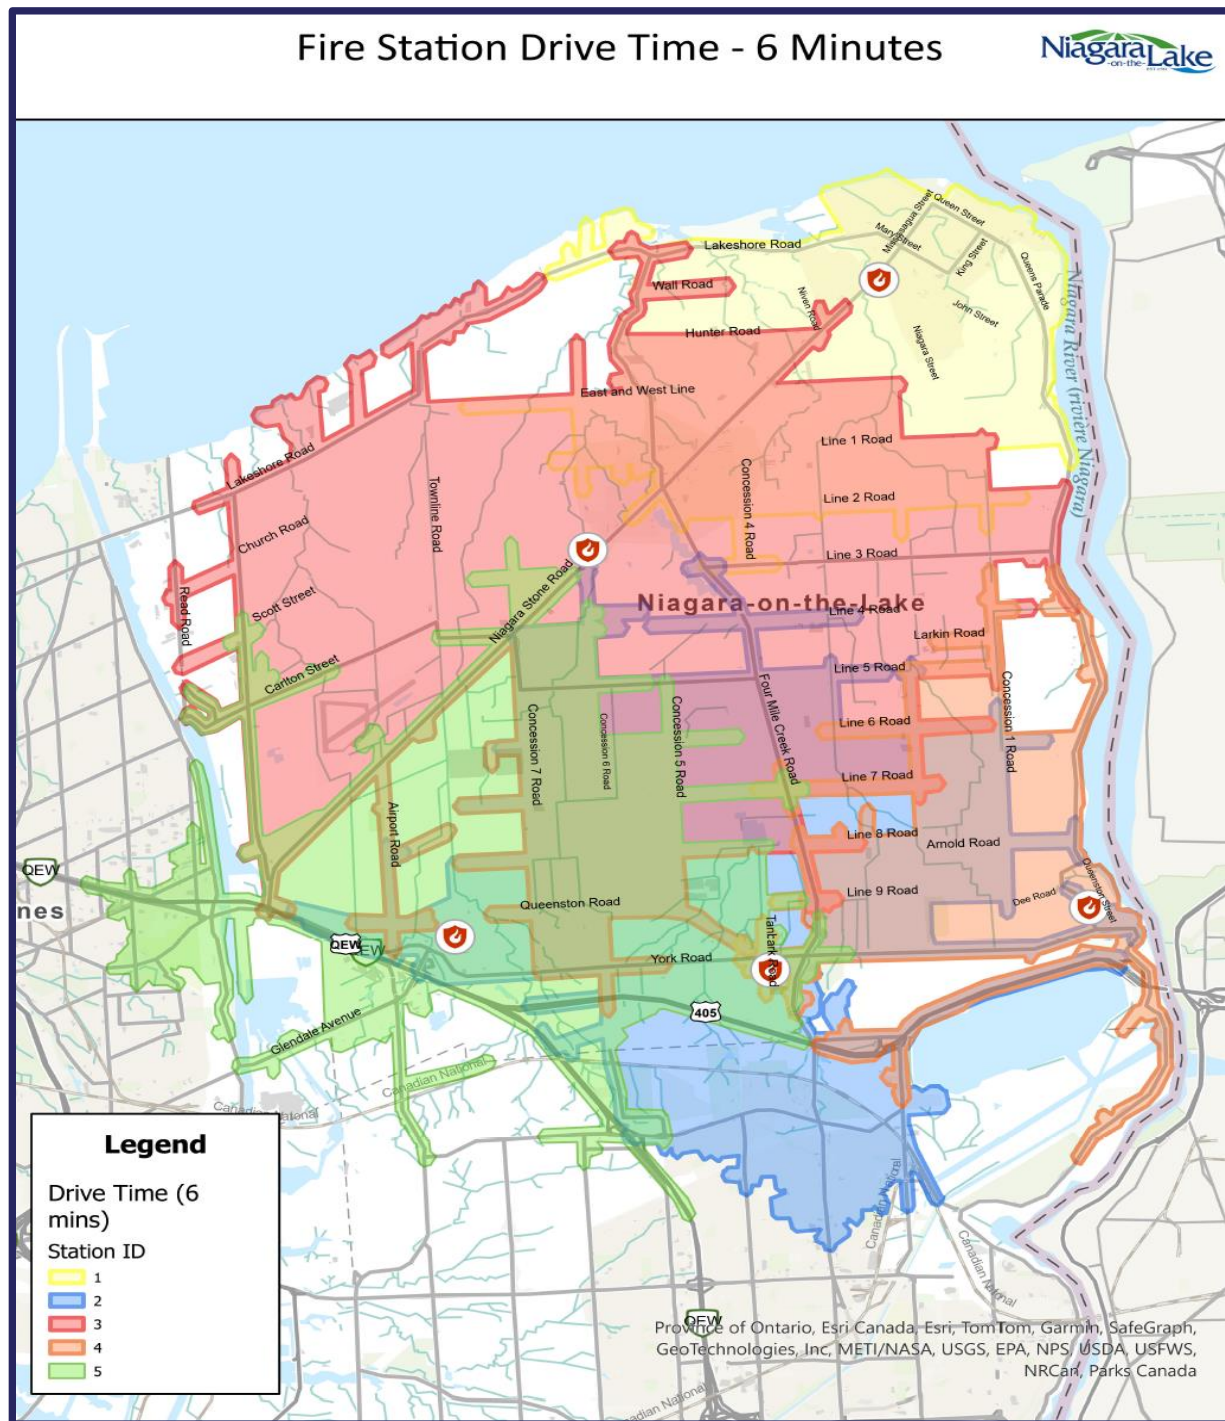 Fire Station Drive Time - 6 Minutes
Niagara
-on-the-
Lake
Queen Street
Mississagua Street
Mary Street
Lakeshore Road
King Street
Queens Parade
Wall Road
Niven Road
John Street
Niagara River (rivière Niagara)
Hunter Road
Niagara Street
East and West Line
Line 1 Road
Lakeshore Road
Townline Road
Concession 4 Road
Line 2 Road
Church Road
Line 3 Road
Niagara Stone Road
Read Road
Scott Street
Niagara-on-the-Lake
Line 4 Road
Larkin Road
Carlton Street
Line 5 Road
Four Mile Creek Road
Concession 1 Road
Concession 7 Road
Concession 6 Road
Concession 5 Road
Line 6 Road
Line 7 Road
Airport Road
Line 8 Road
Arnold Road
QEW
nes
Line 9 Road
Dee Road
Queenston Street
Queenston Road
Tanbark Road
QEW
QEW
York Road
405
Glendale Avenue
Canadian National
Canadian National
Canadian National
Canadian National
QEW
Canadian National
Legend
Drive Time (6
mins)
Station ID
1
2
3
4
5
Province of Ontario, Esri Canada, Esri, TomTom, Garmin, SafeGraph,
GeoTechnologies, Inc, METI/NASA, USGS, EPA, NPS, USDA, USFWS,
NRCan, Parks Canada